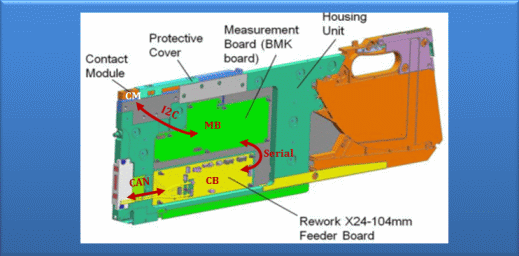 Measurement
Board (BMK
board)
Housing
Unit
Protective
Cover
Contact
Module
CM
I2C
MB
Serial
CAN
CB
Rework X24-104mm
Feeder Board